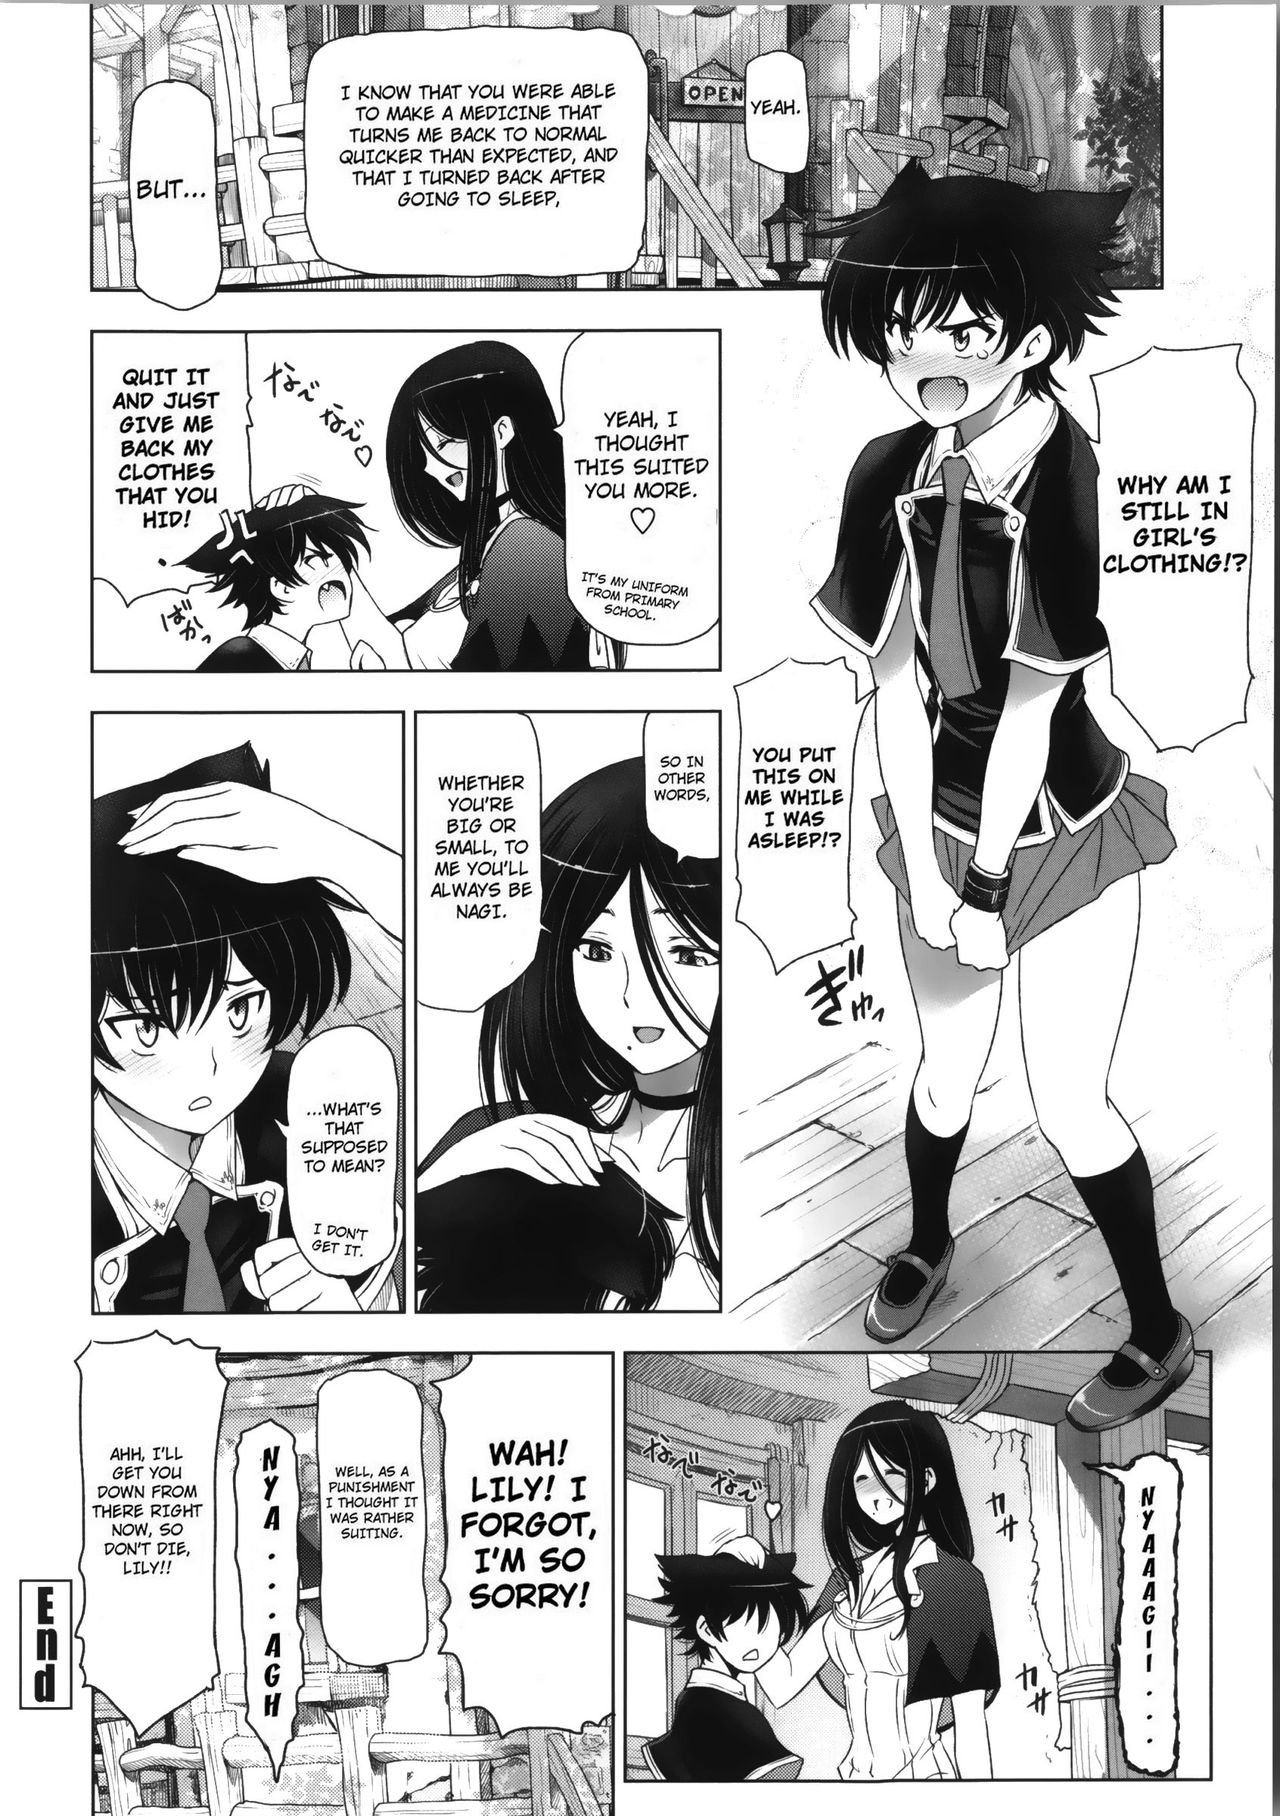 YEAH.
OPEN
I KNOW THAT YOU WERE ABLE
TO MAKE A MEDICINE THAT
TURNS ME BACK TO NORMAL
QUICKER THAN EXPECTED, AND
THAT I TURNED BACK AFTER
GOING TO SLEEP,
BUT...
WHY AM I
STILL IN
GIRL'S
CLOTHING!?
YOU PUT
THIS ON
ME WHILE
I WAS
ASLEEP!?
ぎゅっ
YEAH, I
THOUGHT
THIS SUITED
YOU MORE.
♡
IT'S MY UNIFORM
FROM PRIMARY
SCHOOL.
なで なで♡
QUIT IT
AND JUST
GIVE ME
BACK MY
CLOTHES
THAT YOU
HID!
ばかっ
SO IN
OTHER
WORDS,
WHETHER
YOU'RE
BIG OR
SMALL, TO
ME YOU'LL
ALWAYS BE
NAGI.
...WHAT'S
THAT
SUPPOSED
TO MEAN?
I DON'T
GET IT.
NYAAAGII....
カサ
カサ
なで なで♡
WAH!
LILY! I
FORGOT,
I'M SO
SORRY!
WELL, AS A
PUNISHMENT
I THOUGHT IT
WAS RATHER
SUITING.
NYA...AGH
AHH, I'LL
GET YOU
DOWN FROM
THERE RIGHT
NOW, SO
DON'T DIE,
LILY!!
End